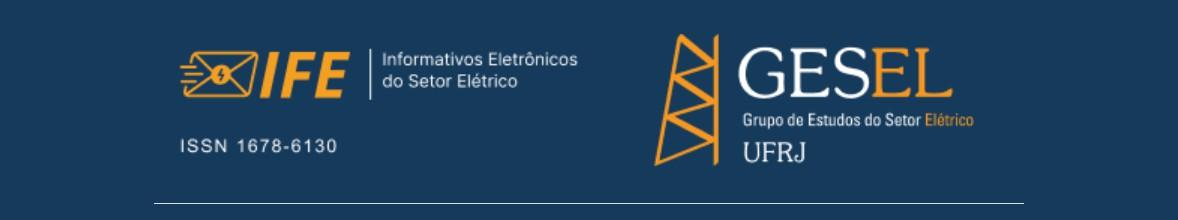 IFE
Informativos Eletrônicos
do Setor Elétrico
ISSN 1678-6130
GESEL
Grupo de Estudos do Setor Elétrico
UFRJ